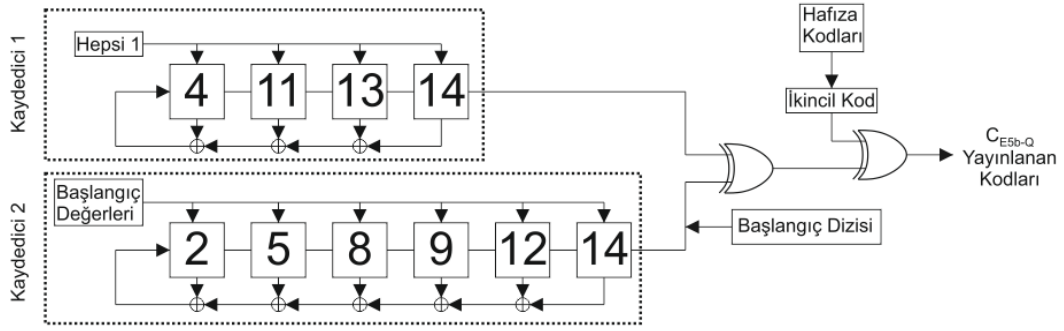 Kaydedici 1
Hepsi 1
4 11 13 14
Hafıza
Kodları
İkincil Kod
C_E5b-Q
Yayınlanan
Kodları
Kaydedici 2
Başlangıç
Değerleri
2 5 8 9 12 14
Başlangıç Dizisi